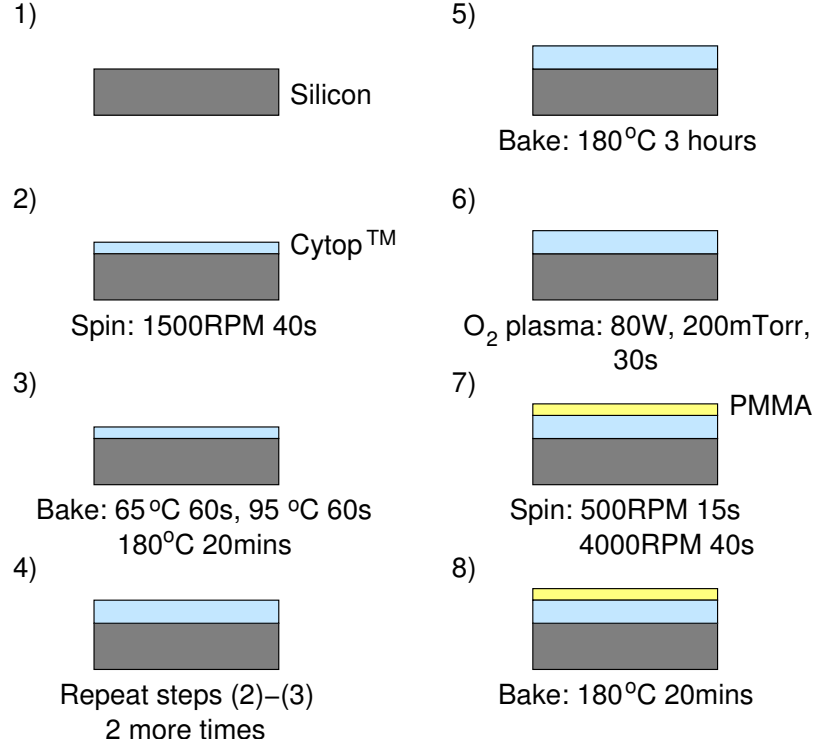 1)
Silicon
2)
Cytop™
Spin: 1500RPM 40s
3)
Bake: 65°C 60s, 95 °C 60s
180°C 20mins
4)
Repeat steps (2)−(3)
2 more times
5)
Bake: 180°C 3 hours
6)
O₂ plasma: 80W, 200mTorr,
30s
7)
PMMA
Spin: 500RPM 15s
4000RPM 40s
8)
Bake: 180°C 20mins